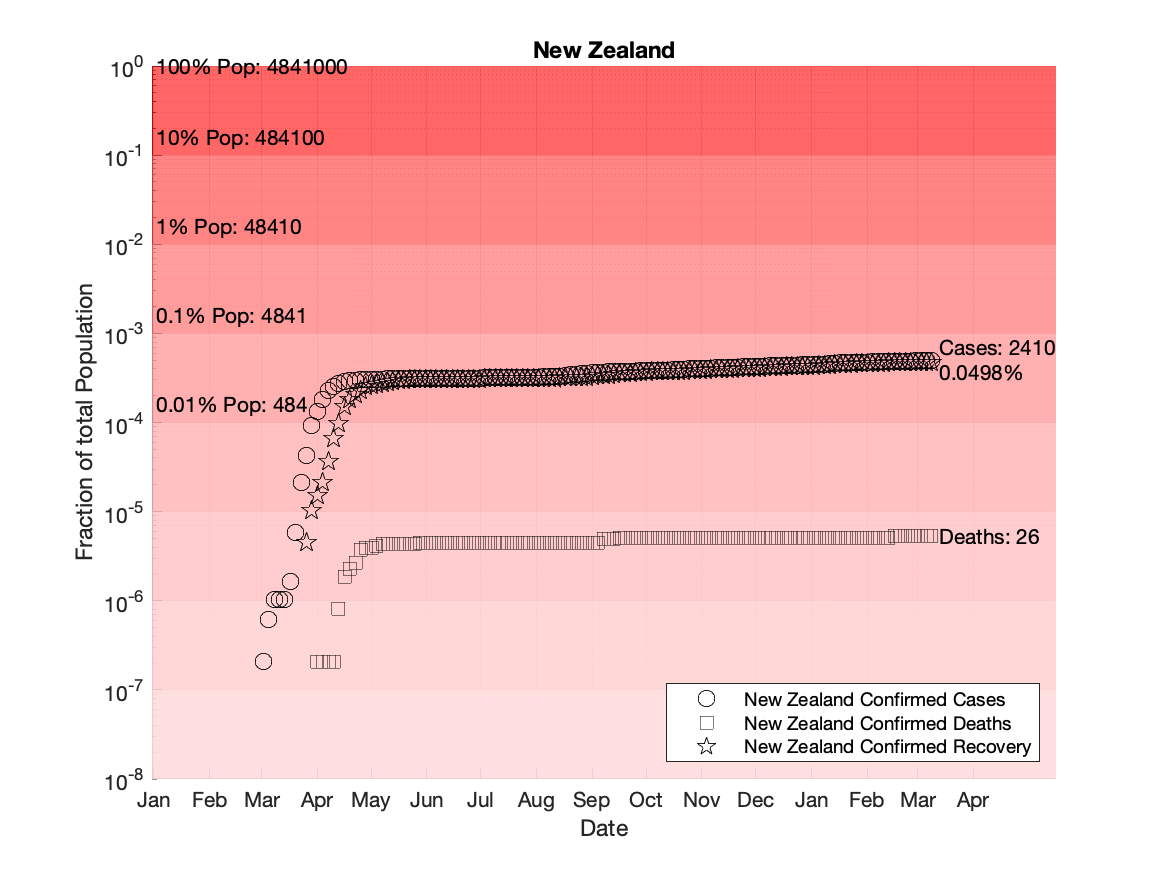 New Zealand
10^0
100% Pop: 4841000
10% Pop: 484100
10^-1
1% Pop: 48410
10^-2
0.1% Pop: 4841
10^-3
Cases: 2410
0.0498%
0.01% Pop: 484
10^-4
10^-5
Deaths: 26
10^-6
10^-7
10^-8
Fraction of total Population
New Zealand Confirmed Cases
New Zealand Confirmed Deaths
New Zealand Confirmed Recovery
Jan Feb Mar Apr May Jun Jul Aug Sep Oct Nov Dec Jan Feb Mar Apr
Date